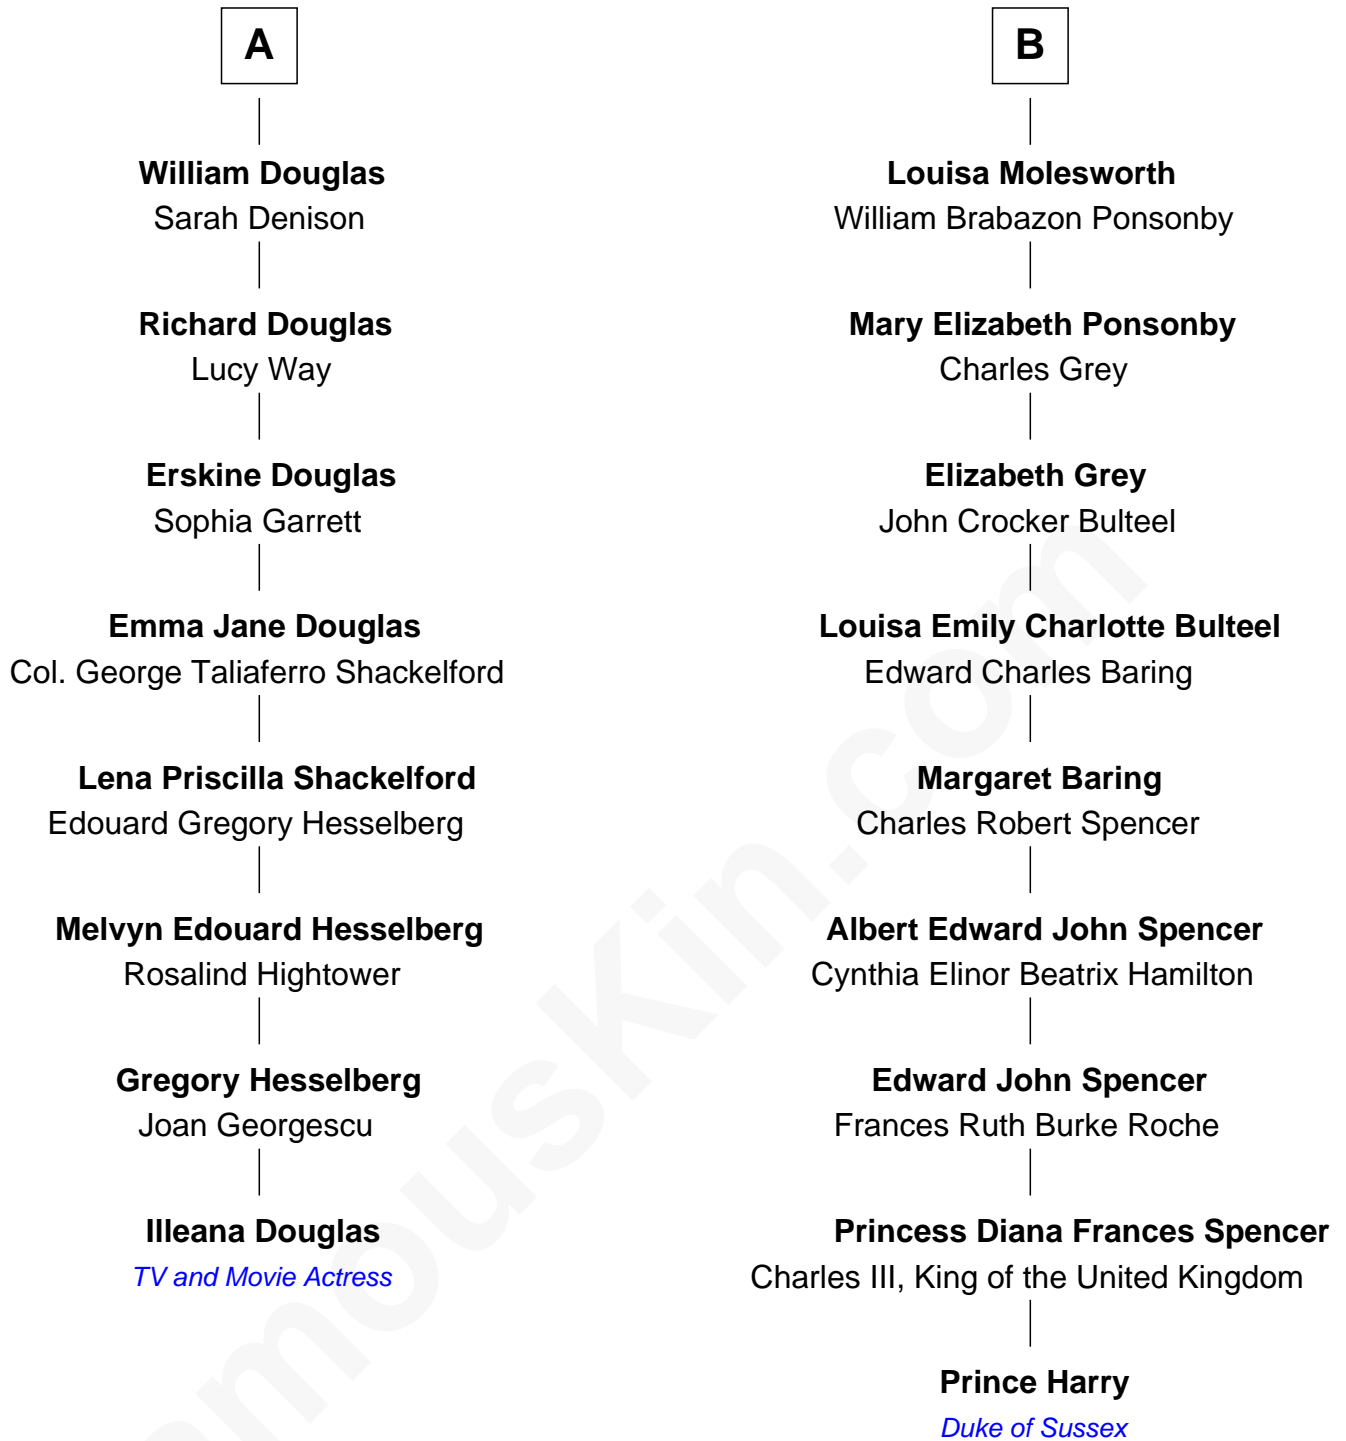 A
William Douglas
Sarah Denison
Richard Douglas
Lucy Way
Erskine Douglas
Sophia Garrett
Emma Jane Douglas
Col. George Taliaferro Shackelford
Lena Priscilla Shackelford
Edouard Gregory Hesselberg
Melvyn Edouard Hesselberg
Rosalind Hightower
Gregory Hesselberg
Joan Georgescu
Illeana Douglas
TV and Movie Actress
B
Louisa Molesworth
William Brabazon Ponsonby
Mary Elizabeth Ponsonby
Charles Grey
Elizabeth Grey
John Crocker Bulteel
Louisa Emily Charlotte Bulteel
Edward Charles Baring
Margaret Baring
Charles Robert Spencer
Albert Edward John Spencer
Cynthia Elinor Beatrix Hamilton
Edward John Spencer
Frances Ruth Burke Roche
Princess Diana Frances Spencer
Charles III, King of the United Kingdom
Prince Harry
Duke of Sussex
amouskin.com